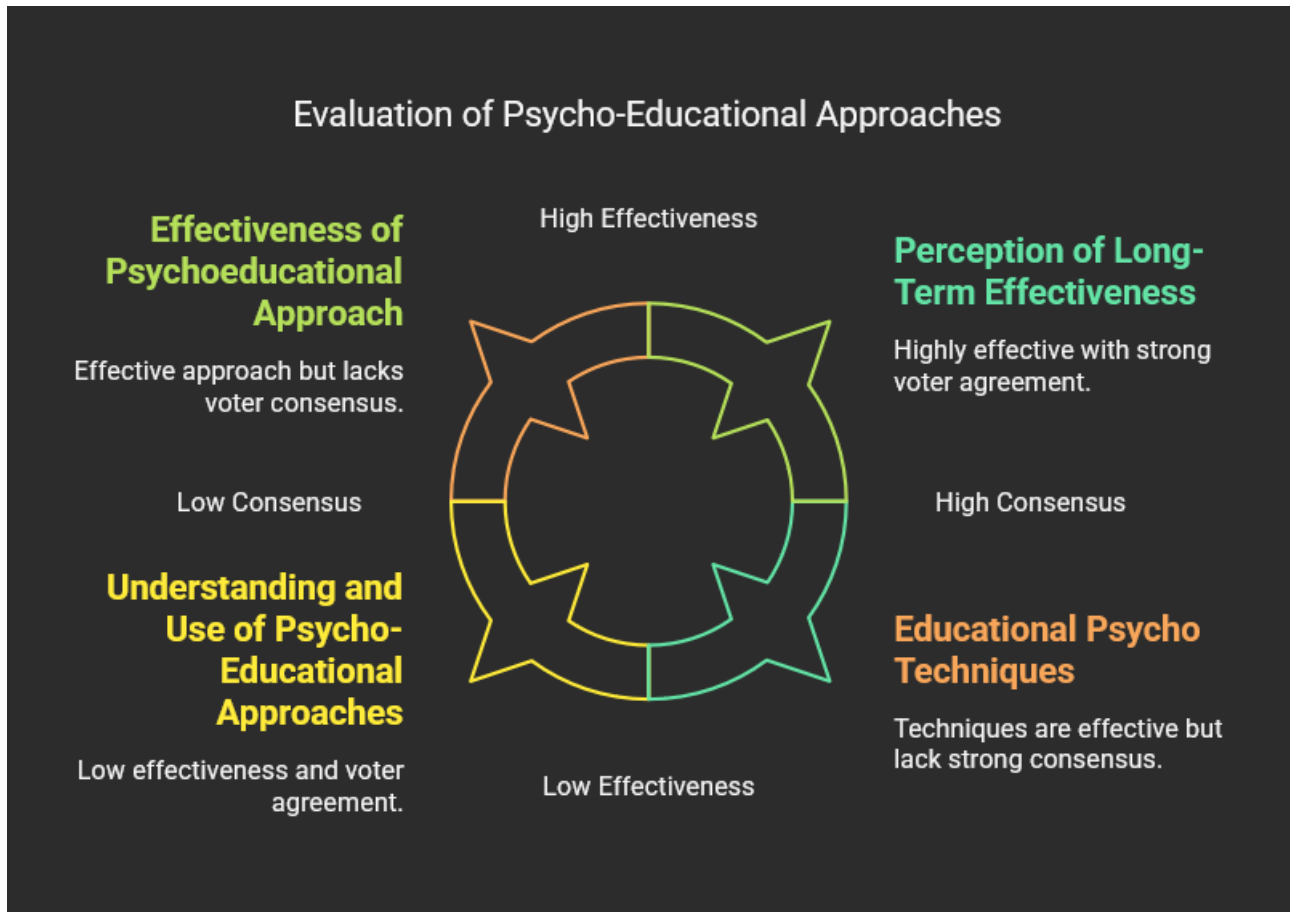 Evaluation of Psycho-Educational Approaches
High Effectiveness
Effectiveness of
Psychoeducational
Approach
Effective approach but lacks
voter consensus.
Perception of Long-
Term Effectiveness
Highly effective with strong
voter agreement.
Low Consensus
High Consensus
Understanding and
Use of Psycho-
Educational
Approaches
Low effectiveness and voter
agreement.
Educational Psycho
Techniques
Techniques are effective but
lack strong consensus.
Low Effectiveness